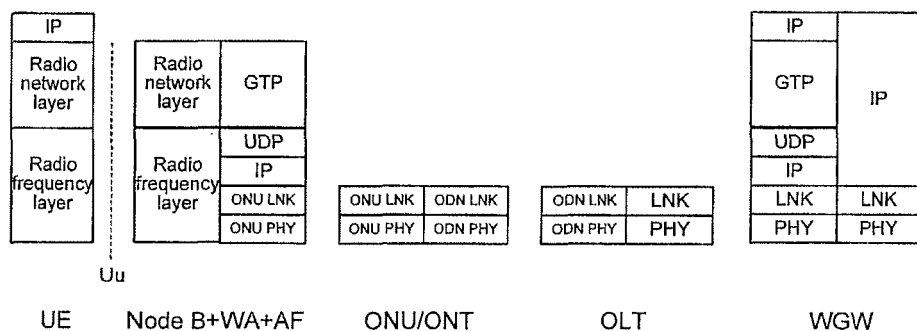 IP
Radio
network
layer
Radio
frequency
layer
Uu
UE
Radio
network
layer
GTP
Radio
frequency
layer
UDP
IP
ONU LNK
ONU PHY
Node B+WA+AF
ONU LNK ODN LNK
ONU PHY ODN PHY
ONU/ONT
ODN LNK LNK
ODN PHY PHY
OLT
IP
GTP
IP
UDP
IP
LNK LNK
PHY PHY
WGW